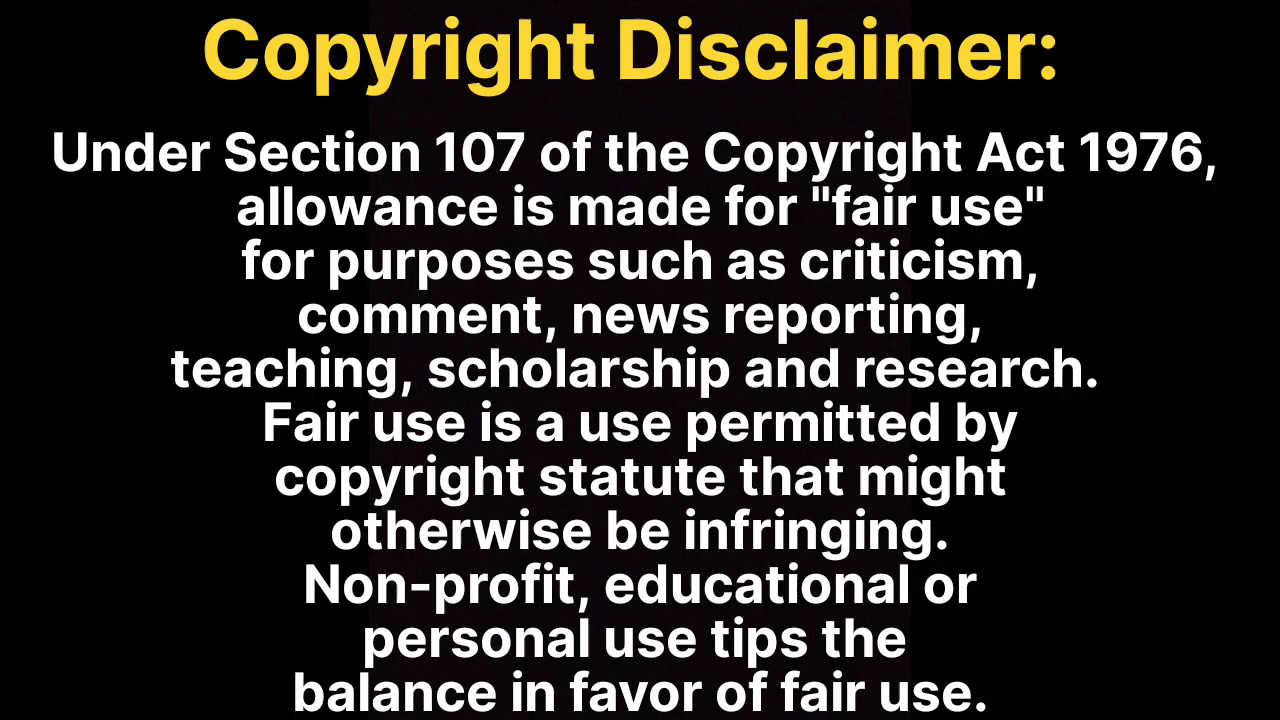 Copyright Disclaimer:
Under Section 107 of the Copyright Act 1976,
allowance is made for "fair use"
for purposes such as criticism,
comment, news reporting,
teaching, scholarship and research.
Fair use is a use permitted by
copyright statute that might
otherwise be infringing.
Non-profit, educational or
personal use tips the
balance in favor of fair use.